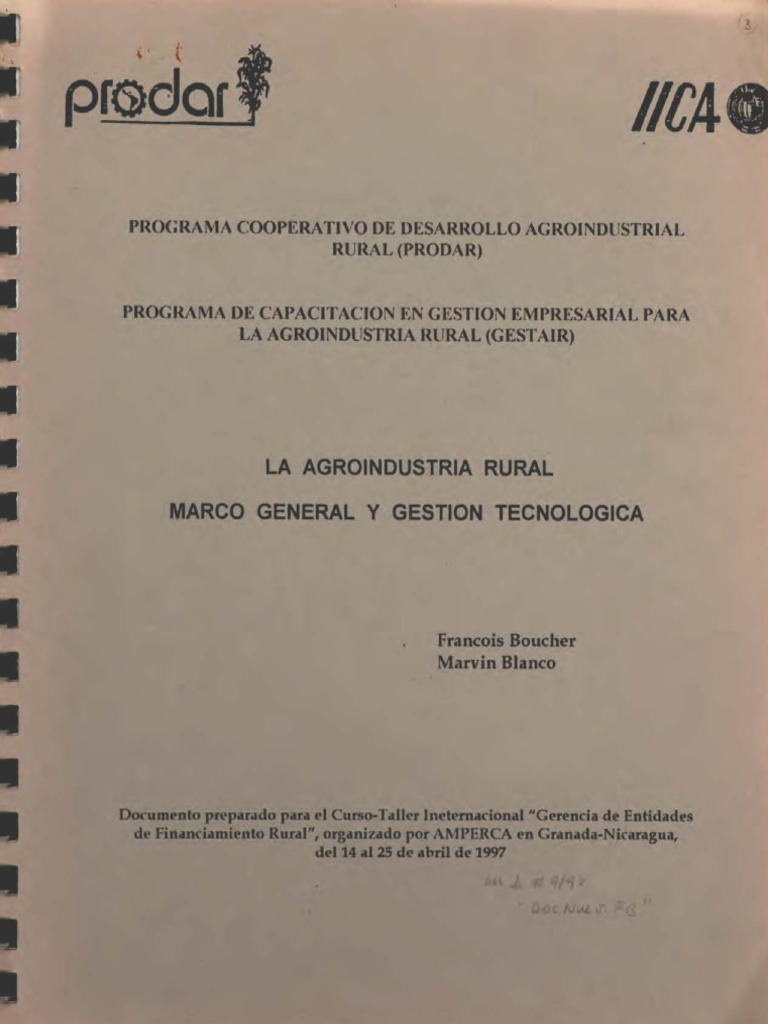 3
prodar
IICA
PROGRAMA COOPERATIVO DE DESARROLLO AGROINDUSTRIAL
RURAL (PRODAR)
PROGRAMA DE CAPACITACION EN GESTION EMPRESARIAL PARA
LA AGROINDUSTRIA RURAL (GESTAIR)
LA AGROINDUSTRIA RURAL
MARCO GENERAL Y GESTION TECNOLOGICA
Francois Boucher
Marvin Blanco
Documento preparado para el Curso-Taller Ineternacional "Gerencia de Entidades
de Financiamiento Rural", organizado por AMPERCA en Granada-Nicaragua,
del 14 al 25 de abril de 1997